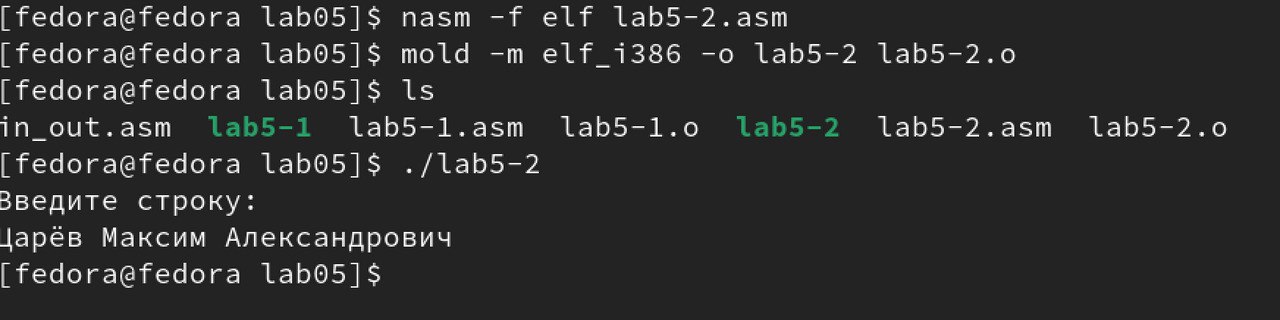 [fedora@fedora lab05]$ nasm -f elf lab5-2.asm
[fedora@fedora lab05]$ mold -m elf_i386 -o lab5-2 lab5-2.o
[fedora@fedora lab05]$ ls
in_out.asm  lab5-1  lab5-1.asm  lab5-1.o  lab5-2  lab5-2.asm  lab5-2.o
[fedora@fedora lab05]$ ./lab5-2
Введите строку:
Царёв Максим Александрович
[fedora@fedora lab05]$